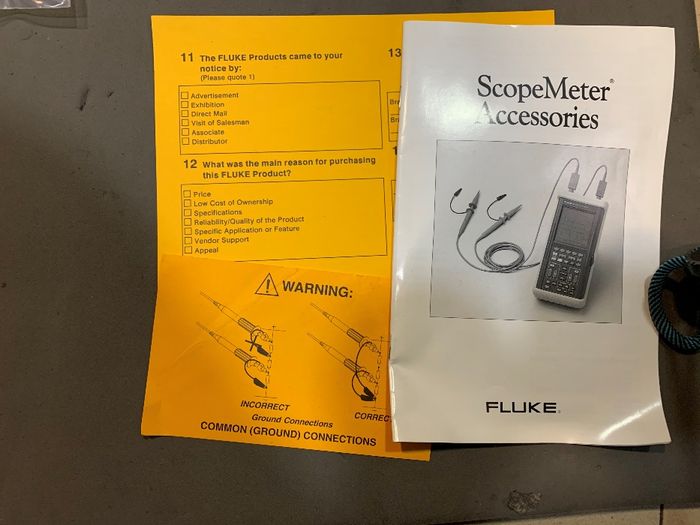 11 The FLUKE Products came to your
notice by:
(Please quote 1)
Advertisement
Exhibition
Direct Mail
Visit of Salesman
Associate
Distributor
12 What was the main reason for purchasing
this FLUKE Product?
Price
Low Cost of Ownership
Specifications
Reliability/Quality of the Product
Specific Application or Feature
Vendor Support
Appeal
13
WARNING:
INCORRECT
CORREC
Ground Connections
COMMON (GROUND) CONNECTIONS
ScopeMeter®
Accessories
FLUKE®